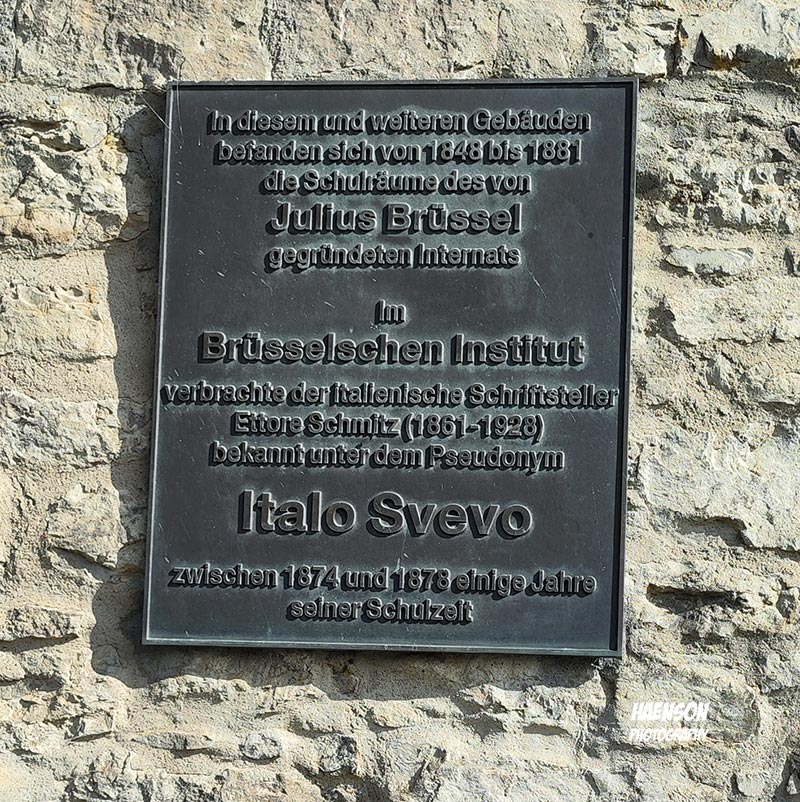 In diesem und weiteren Gebäuden
befanden sich von 1848 bis 1881
die Schulräume des von
Julius Brüssel
gegründeten Internats
Im
Brüsselschen Institut
verbrachte der italienische Schriftsteller
Ettore Schmitz (1861-1928)
bekannt unter dem Pseudonym
Italo Svevo
zwischen 1874 und 1878 einige Jahre
seiner Schulzeit
HAENSON
PHOTOGRAPHY